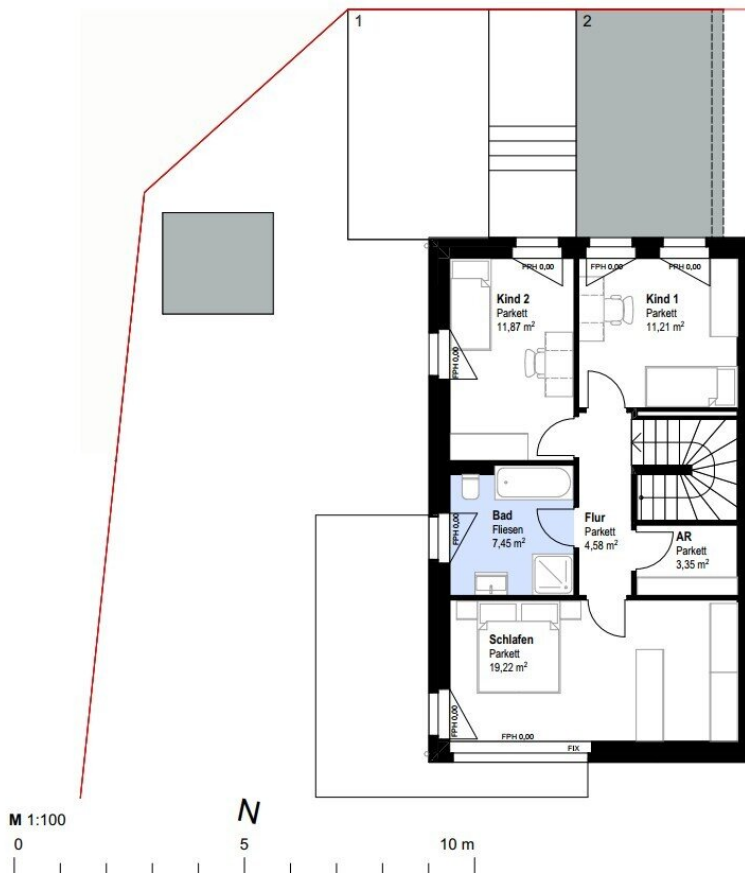 1
2
FPH 0,00
FPH 0,00
FPH 0,00
Kind 2
Parkett
11,87 m²
Kind 1
Parkett
11,21 m²
FPH 0,00
Bad
Fliesen
7,45 m²
FPH 0,00
Flur
Parkett
4,58 m²
AR
Parkett
3,35 m²
Schlafen
Parkett
19,22 m²
FPH 0,00
FPH 0,00
FIX
N
M 1:100
0 5 10 m